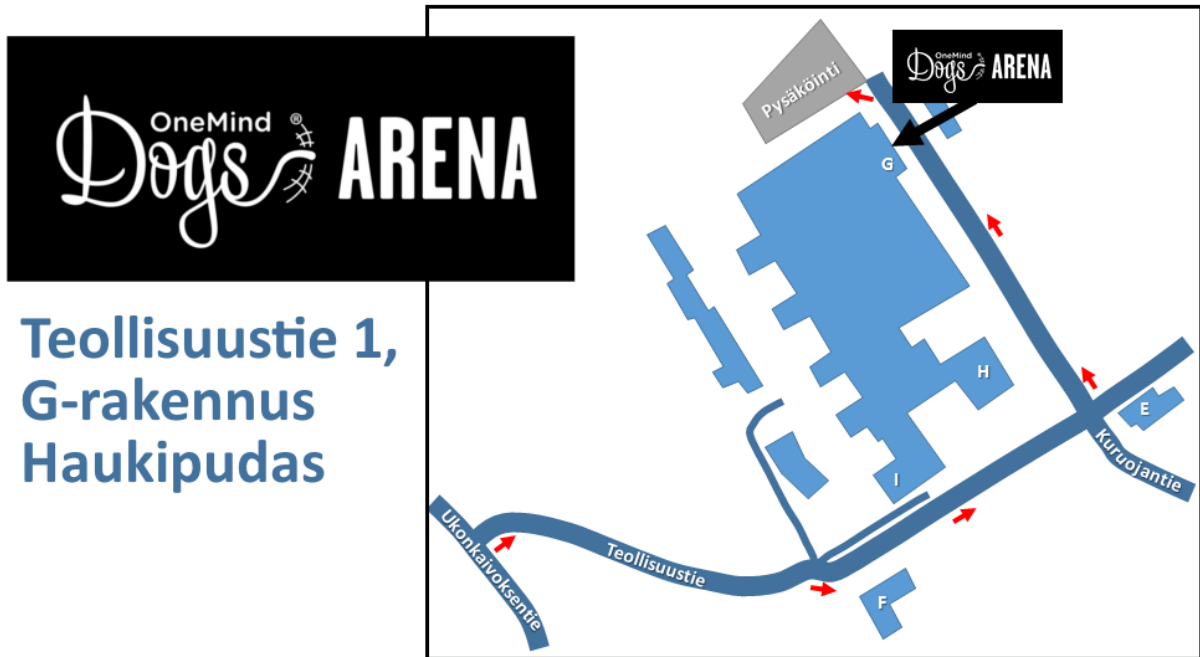 OneMind ®
Dogs ARENA
Teollisuustie 1,
G-rakennus
Haukipudas
Pysäköinti
OneMind
Dogs ARENA
G
H
E
I
Kuruojantie
Ukonkaivoksentie
Teollisuustie
F